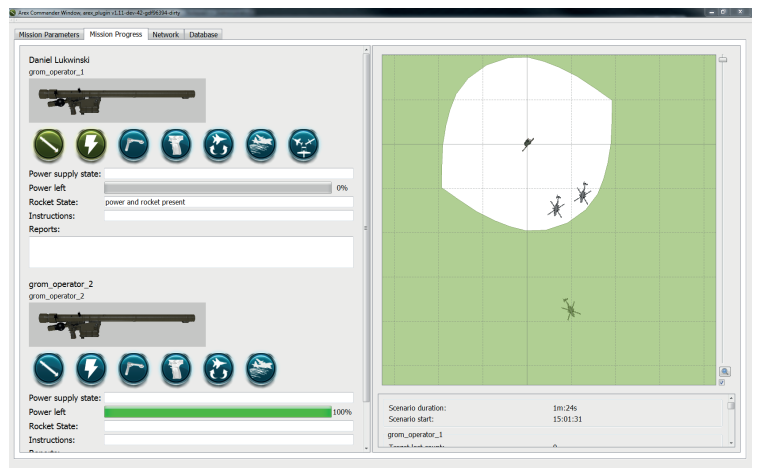 Arex Commander Window, arex_plugin v1.11-dev-42-gdf96394-dirty
Mission Parameters
Mission Progress
Network
Database
Daniel Lukwinski
grom_operator_1
Power supply state:
Power left
0%
Rocket State:
power and rocket present
Instructions:
Reports:
grom_operator_2
grom_operator_2
Power supply state:
Power left
100%
Rocket State:
Instructions:
Scenario duration:
1m:24s
Scenario start:
15:01:31
grom_operator_1